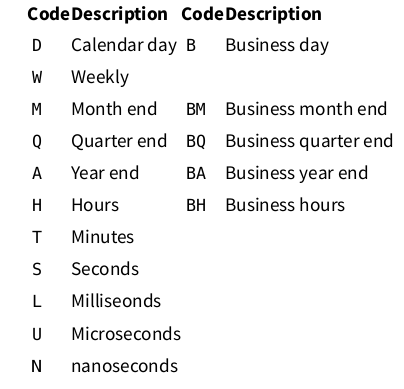 Code Description Code Description
D Calendar day B Business day
W Weekly
M Month end BM Business month end
Q Quarter end BQ Business quarter end
A Year end BA Business year end
H Hours BH Business hours
T Minutes
S Seconds
L Milliseonds
U Microseconds
N nanoseconds